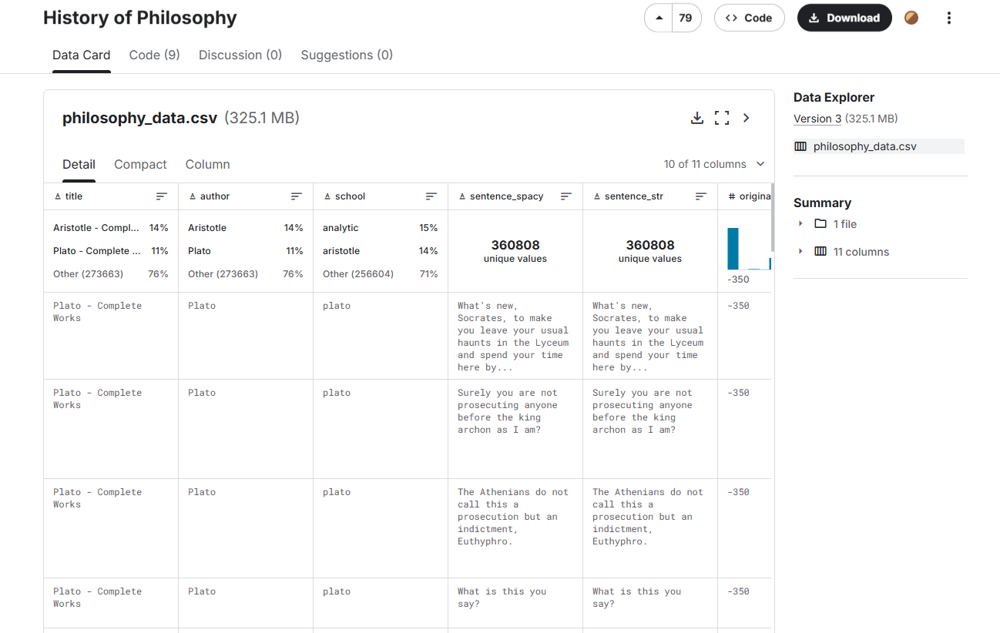 History of Philosophy
79
Code
Download
Data Card
Code (9)
Discussion (0)
Suggestions (0)
philosophy_data.csv (325.1 MB)
Detail
Compact
Column
10 of 11 columns
title
author
school
sentence_spacy
sentence_str
# origina
Aristotle - Compl... 14%
Plato - Complete ... 11%
Other (273663) 76%
Aristotle 14%
Plato 11%
Other (273663) 76%
analytic 15%
aristotle 14%
Other (256604) 71%
360808
unique values
360808
unique values
-350
Plato - Complete
Works
Plato
plato
What's new,
Socrates, to make
you leave your usual
haunts in the Lyceum
and spend your time
here by...
What's new,
Socrates, to make
you leave your usual
haunts in the Lyceum
and spend your time
here by...
-350
Plato - Complete
Works
Plato
plato
Surely you are not
prosecuting anyone
before the king
archon as I am?
Surely you are not
prosecuting anyone
before the king
archon as I am?
-350
Plato - Complete
Works
Plato
plato
The Athenians do not
call this a
prosecution but an
indictment,
Euthyphro.
The Athenians do not
call this a
prosecution but an
indictment,
Euthyphro.
-350
Plato - Complete
Works
Plato
plato
What is this you
say?
What is this you
say?
-350
Data Explorer
Version 3 (325.1 MB)
philosophy_data.csv
Summary
1 file
11 columns